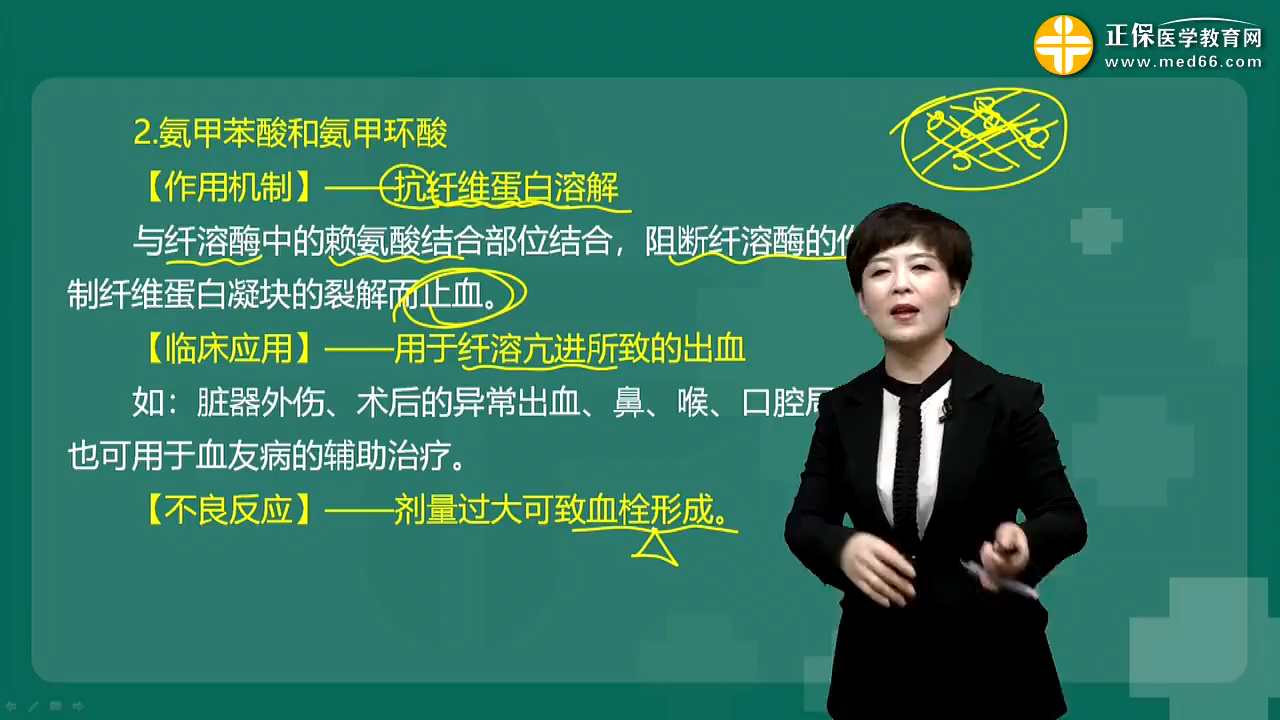 正保医学教育网
www.med66.com
2.氨甲苯酸和氨甲环酸
【作用机制】——抗纤维蛋白溶解
与纤溶酶中的赖氨酸结合部位结合，阻断纤溶酶的
制纤维蛋白凝块的裂解而止血。
【临床应用】——用于纤溶亢进所致的出血
如：脏器外伤、术后的异常出血、鼻、喉、口腔
也可用于血友病的辅助治疗。
【不良反应】——剂量过大可致血栓形成。